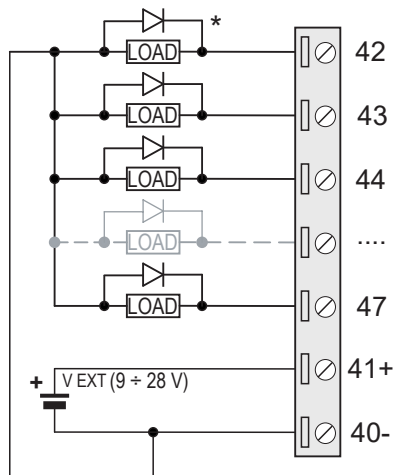 *
LOAD 42
LOAD 43
LOAD 44
LOAD ....
LOAD 47
41+
+ V EXT (9 ÷ 28 V)
40-